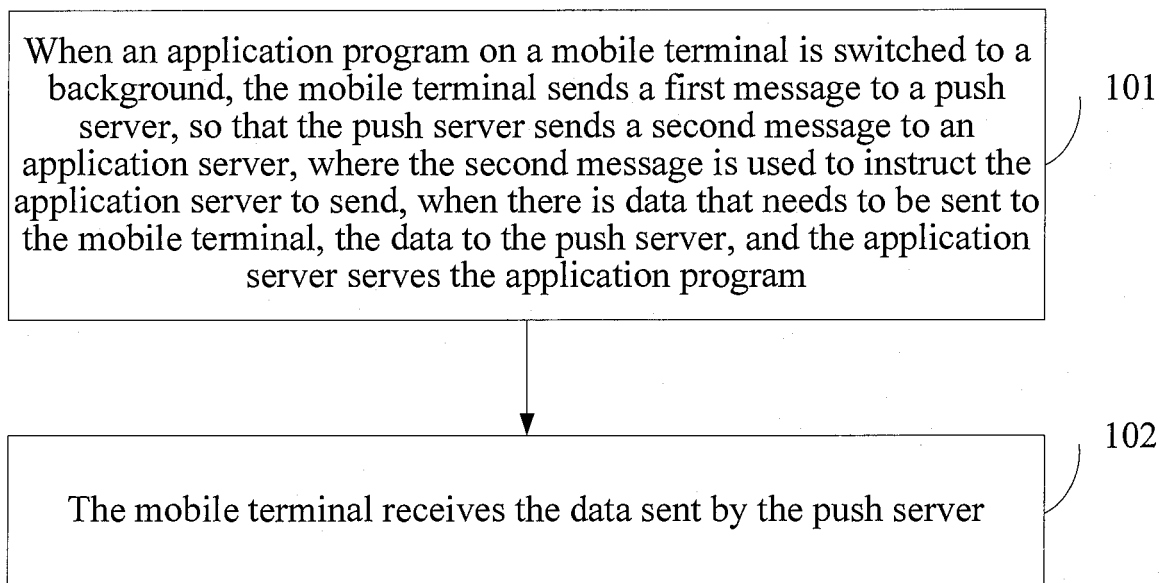 When an application program on a mobile terminal is switched to a
background, the mobile terminal sends a first message to a push
server, so that the push server sends a second message to an
application server, where the second message is used to instruct the
application server to send, when there is data that needs to be sent to
the mobile terminal, the data to the push server, and the application
server serves the application program
101
The mobile terminal receives the data sent by the push server
102